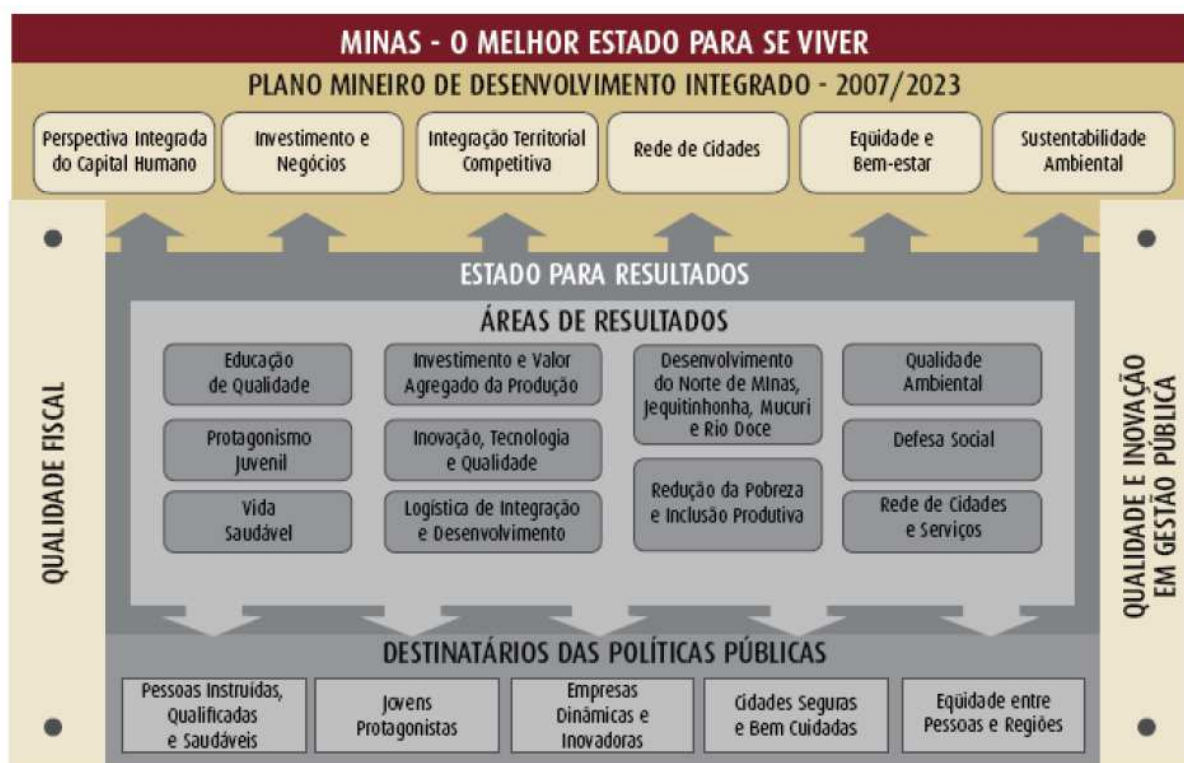 MINAS - O MELHOR ESTADO PARA SE VIVER
PLANO MINEIRO DE DESENVOLVIMENTO INTEGRADO - 2007/2023
Perspectiva Integrada
do Capital Humano
Investimento e
Negócios
Integração Territorial
Competitiva
Rede de Cidades
Eqüidade e
Bem-estar
Sustentabilidade
Ambiental
QUALIDADE FISCAL
ESTADO PARA RESULTADOS
ÁREAS DE RESULTADOS
Educação
de Qualidade
Protagonismo
Juvenil
Vida
Saudável
Investimento e Valor
Agregado da Produção
Inovação, Tecnologia
e Qualidade
Logística de Integração
e Desenvolvimento
Desenvolvimento
do Norte de MInas,
Jequitinhonha, Mucuri
e Rio Doce
Redução da Pobreza
e Inclusão Produtiva
Qualidade
Ambiental
Defesa Social
Rede de Cidades
e Serviços
QUALIDADE E INOVAÇÃO
EM GESTÃO PÚBLICA
DESTINATÁRIOS DAS POLÍTICAS PÚBLICAS
Pessoas Instruídas,
Qualificadas
e Saudáveis
Jovens
Protagonistas
Empresas
Dinâmicas e
Inovadoras
Cidades Seguras
e Bem Cuidadas
Eqüidade entre
Pessoas e Regiões